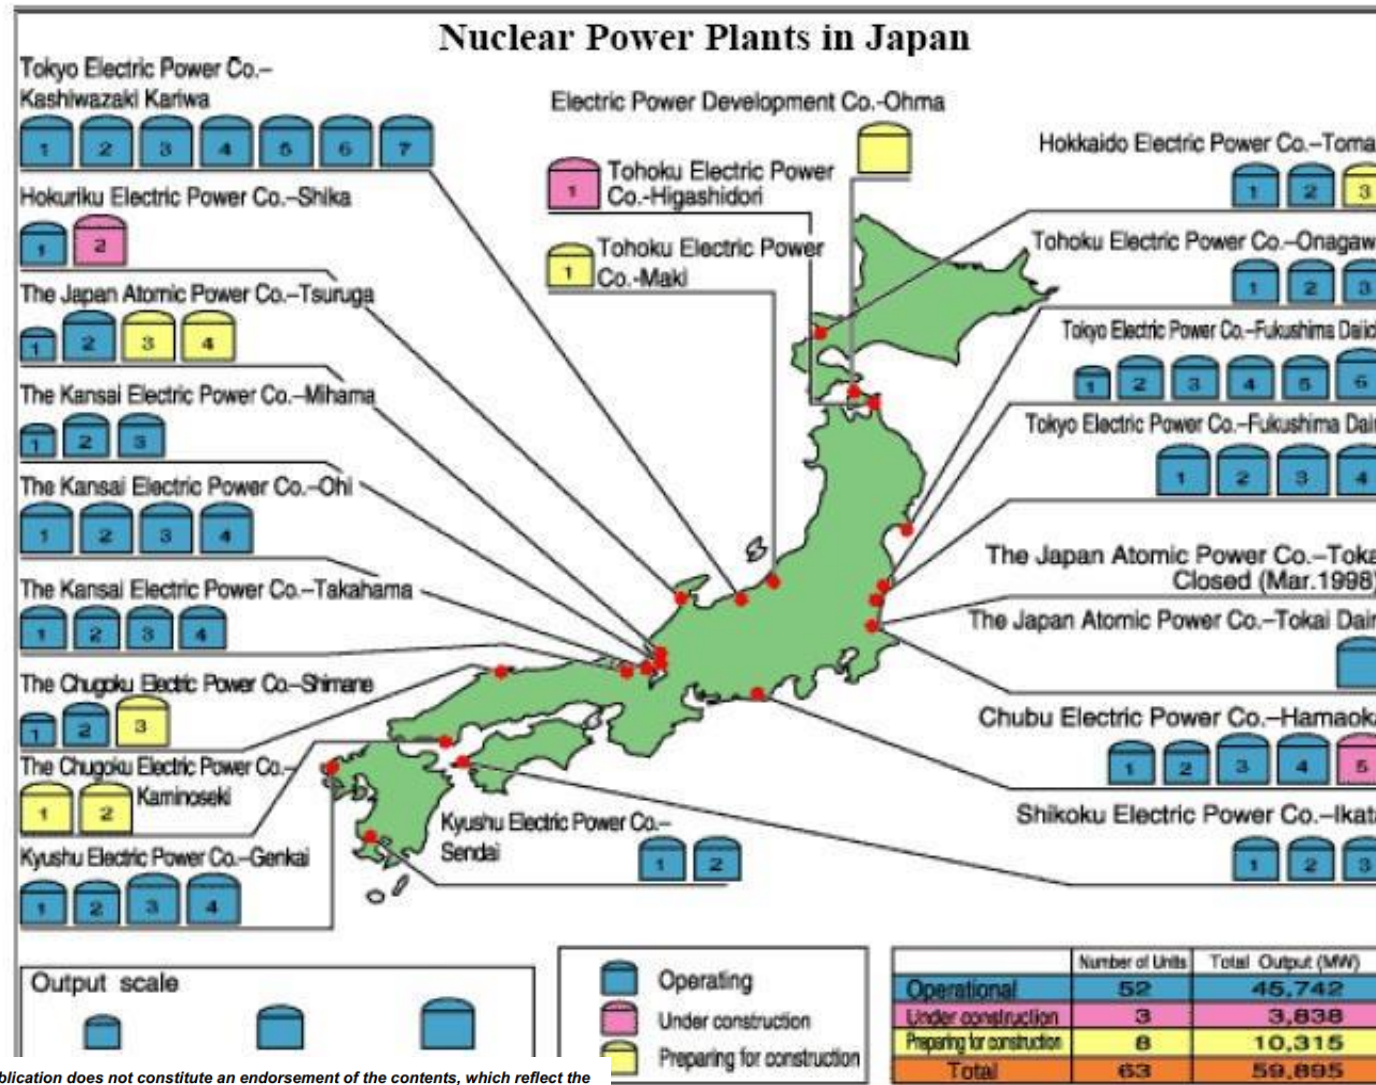 Nuclear Power Plants in Japan
Tokyo Electric Power Co.–
Kashiwazaki Kariwa
1 2 3 4 5 6 7
Hokuriku Electric Power Co.–Shika
1 2
The Japan Atomic Power Co.–Tsuruga
1 2 3 4
The Kansai Electric Power Co.–Mihama
1 2 3
The Kansai Electric Power Co.–Ohi
1 2 3 4
The Kansai Electric Power Co.–Takahama
1 2 3 4
The Chugoku Electric Power Co.–Shimane
1 2 3
The Chugoku Electric Power Co.–
Kaminoseki
1 2
Kyushu Electric Power Co.–Genkai
1 2 3 4
Electric Power Development Co.-Ohma
1
Tohoku Electric Power
Co.-Higashidori
1
Tohoku Electric Power
Co.-Maki
Kyushu Electric Power Co.–
Sendai
1 2
Hokkaido Electric Power Co.–Toma
1 2 3
Tohoku Electric Power Co.–Onagaw
1 2 3
Tokyo Electric Power Co.–Fukushima Daiic
1 2 3 4 5 6
Tokyo Electric Power Co.–Fukushima Dair
1 2 3 4
The Japan Atomic Power Co.–Toka
Closed (Mar.1998)
The Japan Atomic Power Co.–Tokai Dair
Chubu Electric Power Co.–Hamaoka
1 2 3 4 5
Shikoku Electric Power Co.–Ikat
1 2 3
Output scale
Operating
Under construction
Preparing for construction
Number of Units Total Output (MW)
Operational 52 45,742
Under construction 3 3,838
Preparing for construction 8 10,315
Total 63 59,895
blication does not constitute an endorsement of the contents, which reflect the